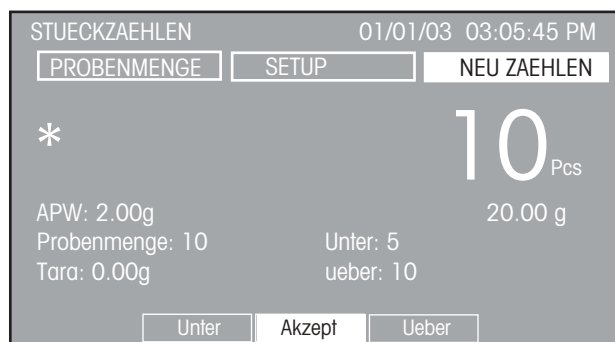 STUECKZAEHLEN 01/01/03 03:05:45 PM
PROBENMENGE SETUP NEU ZAEHLEN
* 10 Pcs
APW: 2.00g 20.00 g
Probenmenge: 10 Unter: 5
Tara: 0.00g ueber: 10
Unter Akzept Ueber